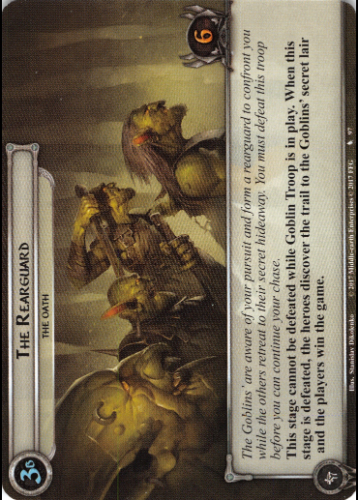 3B
THE REARGUARD
THE OATH
6
The Goblins' are aware of your pursuit and form a rearguard to confront you
while the others retreat to their secret hideaway. You must defeat this troop
before you can continue your chase.
This stage cannot be defeated while Goblin Troop is in play. When this
stage is defeated, the heroes discover the trail to the Goblins' secret lair
and the players win the game.
Illus. Stanislav Dikolenko © 2017 Middle-earth Enterprises © 2017 FFG 97